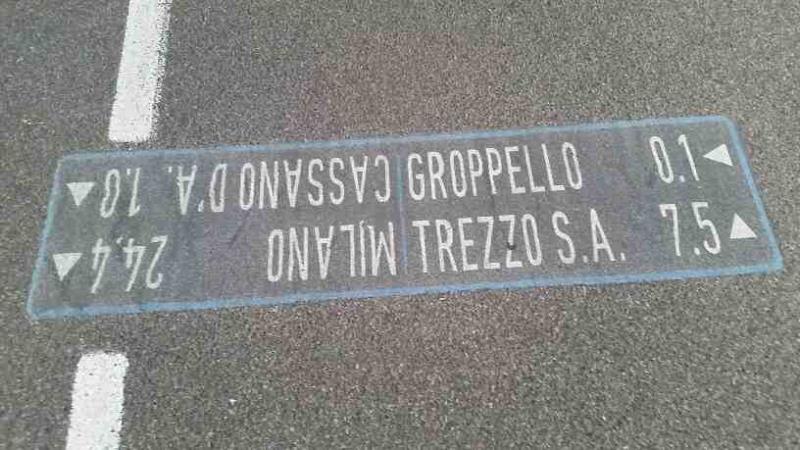 GROPPELLO 0.1
TREZZO S.A. 7.5
MILANO 24.4
CASSANO D'A. 1.0